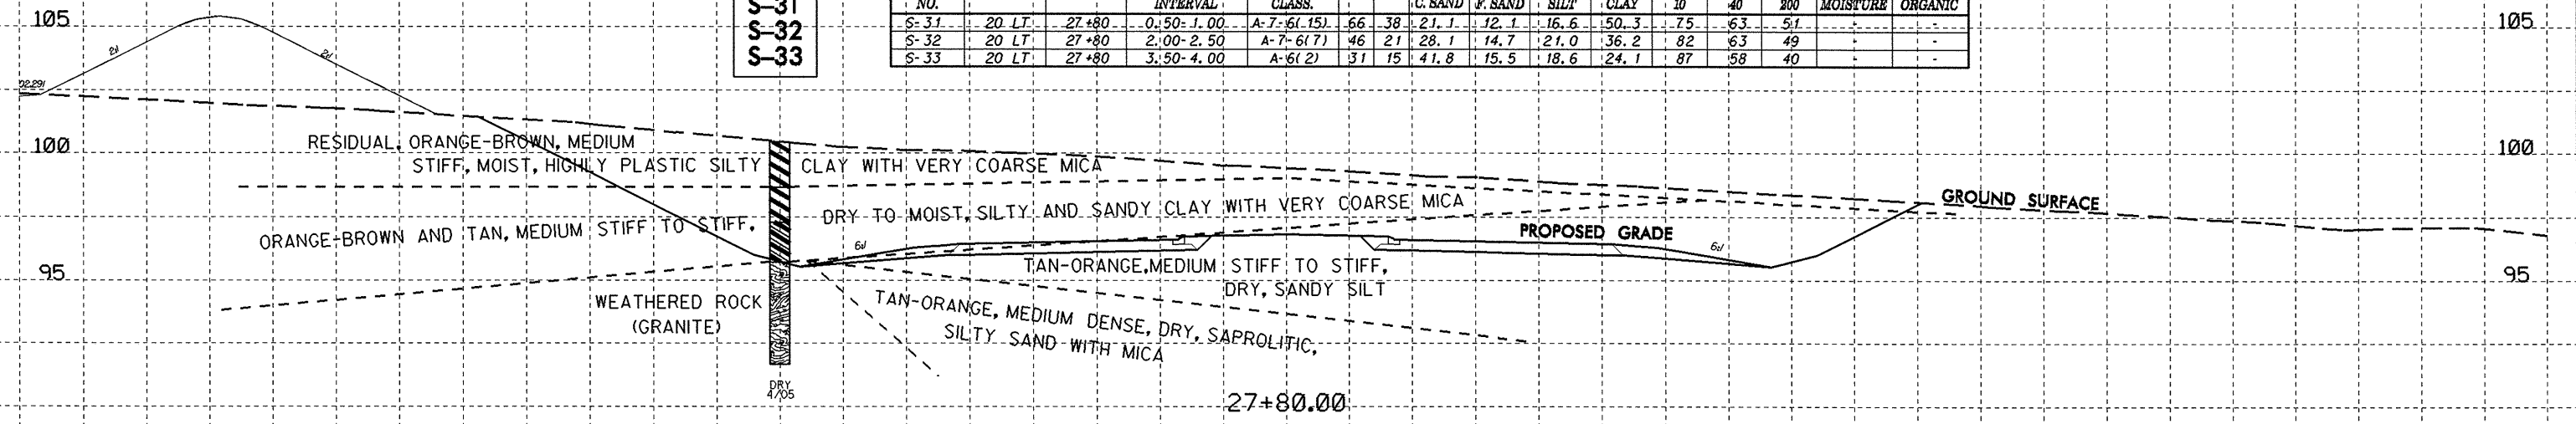 S-31
S-32
S-33
NO. INTERVAL CLASS. C. SAND F. SAND SILT CLAY 10 40 200 MOISTURE ORGANIC
S-31 20 LT 27+80 0.50-1.00 A-7-6(15) 66 38 21.1 12.1 16.6 50.3 75 63 51 - -
S-32 20 LT 27+80 2.00-2.50 A-7-6(7) 46 21 28.1 14.7 21.0 36.2 82 63 49 - -
S-33 20 LT 27+80 3.50-4.00 A-6(2) 31 15 41.8 15.5 18.6 24.1 87 58 40 - -
105 105
2:1 2:1
02.29'
100 100
RESIDUAL, ORANGE-BROWN, MEDIUM
STIFF, MOIST, HIGHLY PLASTIC SILTY CLAY WITH VERY COARSE MICA
GROUND SURFACE
ORANGE-BROWN AND TAN, MEDIUM STIFF TO STIFF, DRY TO MOIST, SILTY AND SANDY CLAY WITH VERY COARSE MICA
PROPOSED GRADE
6:1 6:1
95 95
TAN-ORANGE, MEDIUM STIFF TO STIFF,
DRY, SANDY SILT
WEATHERED ROCK
(GRANITE)
TAN-ORANGE, MEDIUM DENSE, DRY, SAPROLITIC,
SILTY SAND WITH MICA
DRY
4/05
27+80.00